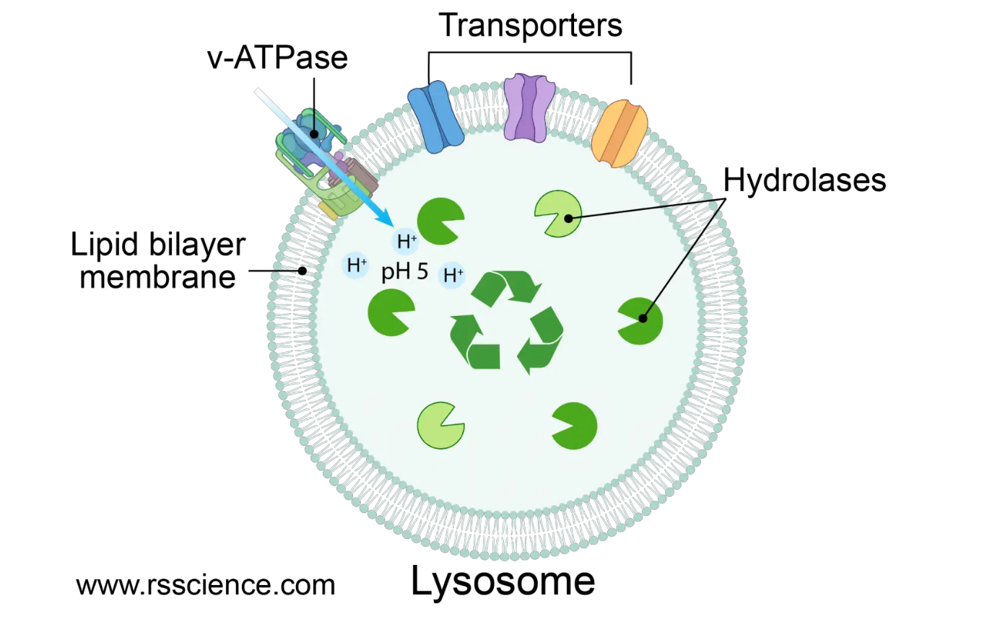 Transporters
v-ATPase
Hydrolases
Lipid bilayer
membrane
H⁺
H⁺
pH 5
H⁺
www.rsscience.com
Lysosome